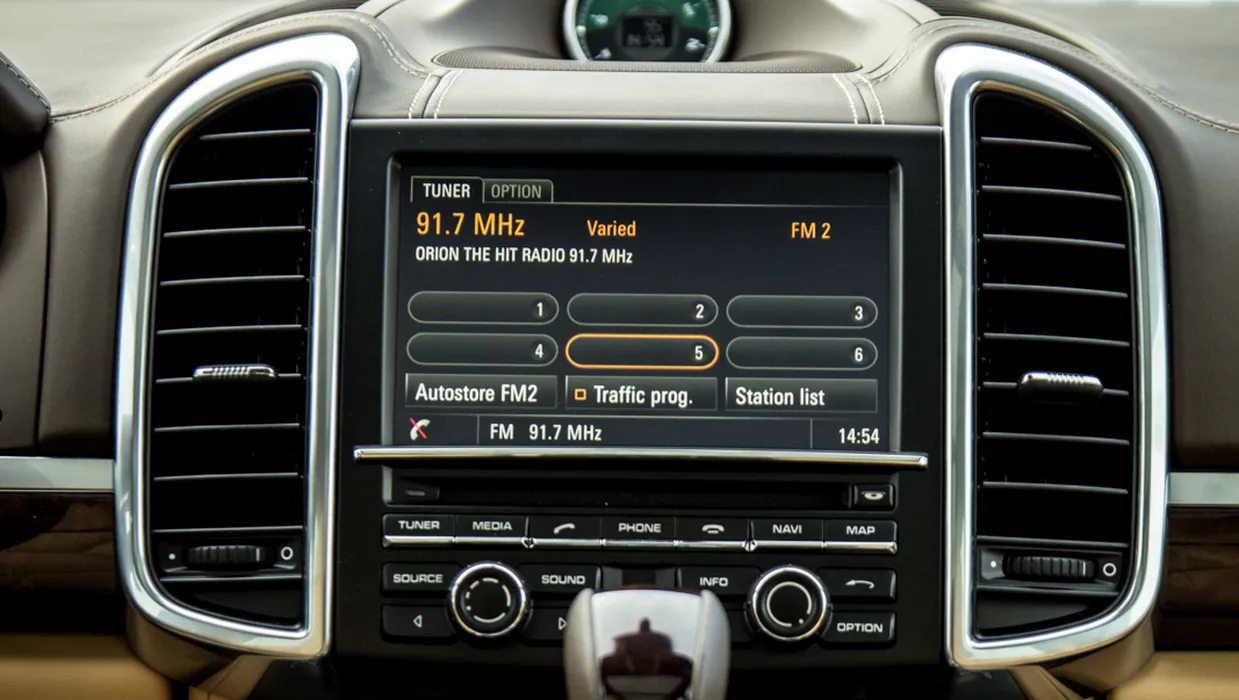 TUNER OPTION
91.7 MHz Varied FM 2
ORION THE HIT RADIO 91.7 MHz
1 2 3
4 5 6
Autostore FM2 Traffic prog. Station list
FM 91.7 MHz 14:54
TUNER MEDIA PHONE NAVI MAP
SOURCE SOUND INFO
OPTION